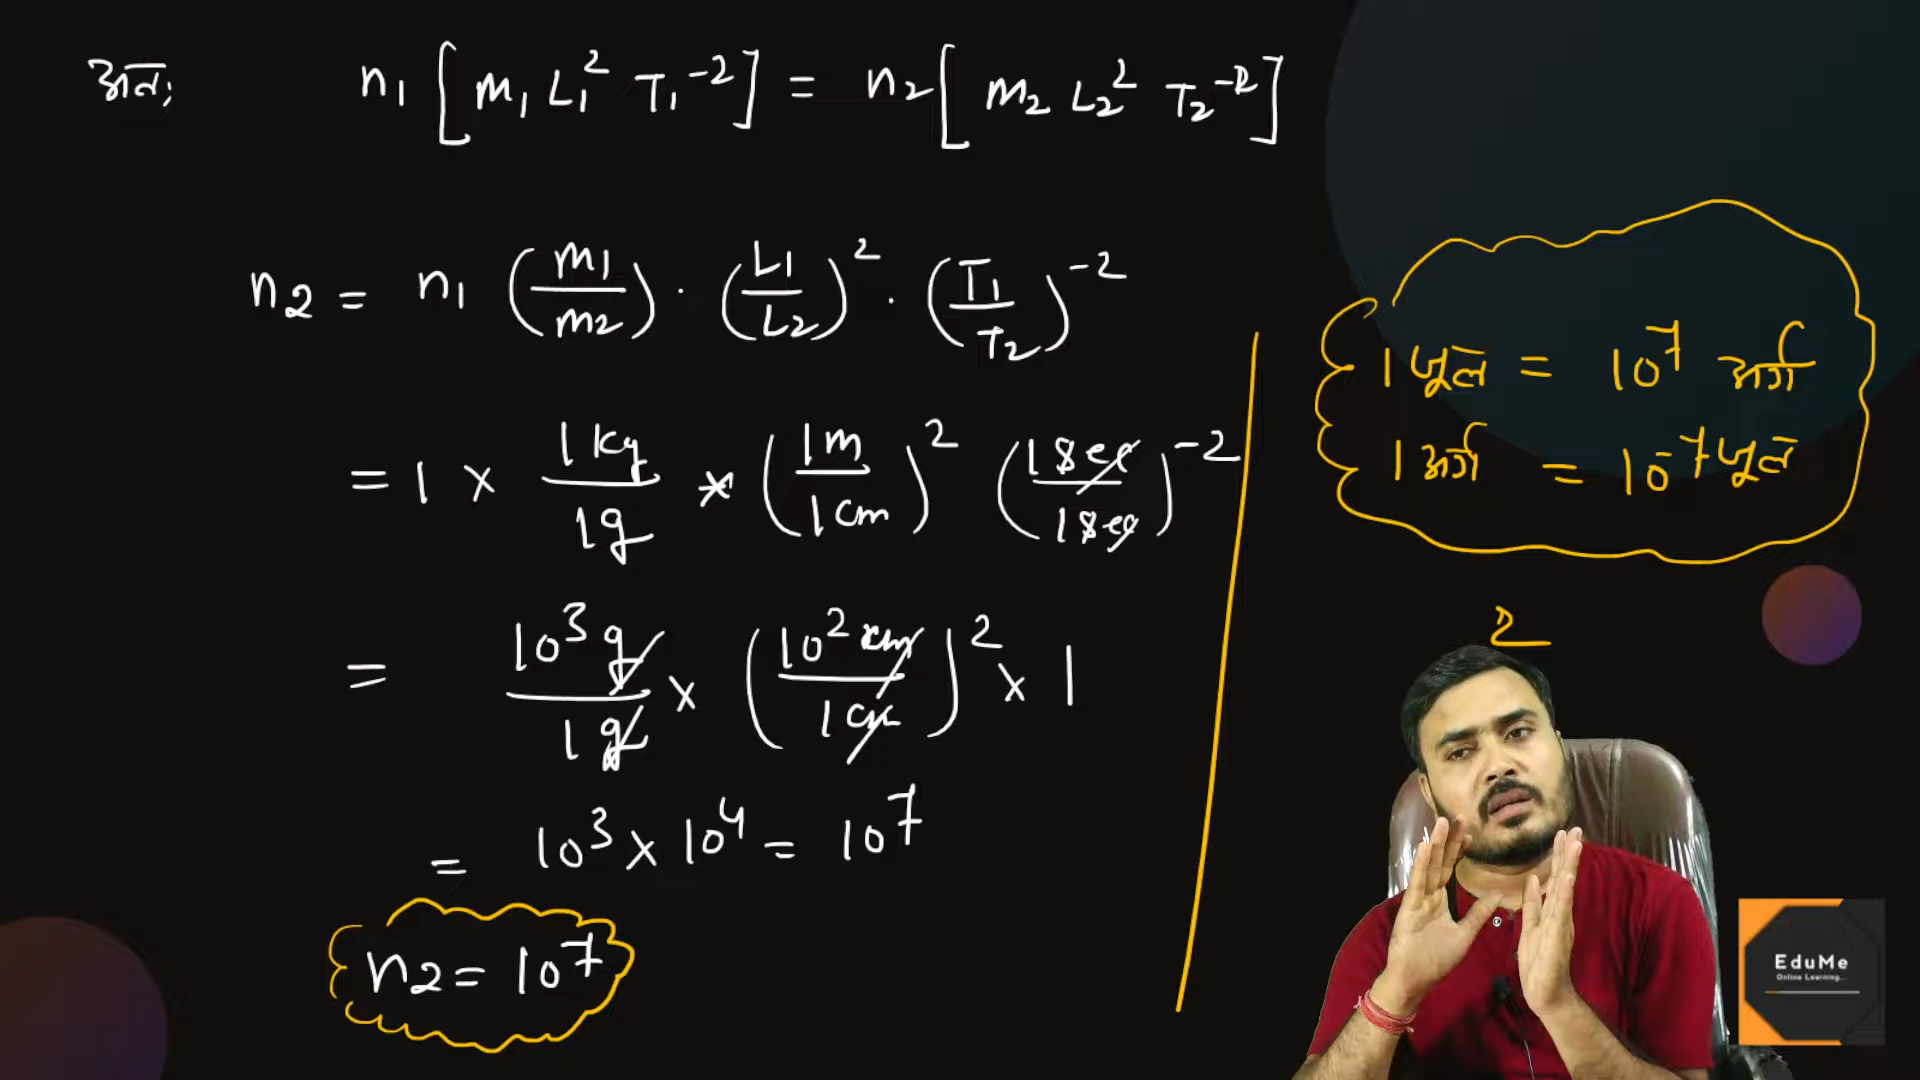 अतः n₁ [M₁ L₁² T₁⁻²] = n₂ [M₂ L₂² T₂⁻²]
n₂ = n₁ (M₁/M₂) · (L₁/L₂)² · (T₁/T₂)⁻²
= 1 × 1kg/1g × (1m/1cm)² (1sec/1sec)⁻²
= 10³g/1g × (10²cm/1cm)² × 1
= 10³ × 10⁴ = 10⁷
n₂ = 10⁷
1 जूल = 10⁷ अर्ग
1 अर्ग = 10⁻⁷ जूल
2
EduMe
Online Learning...